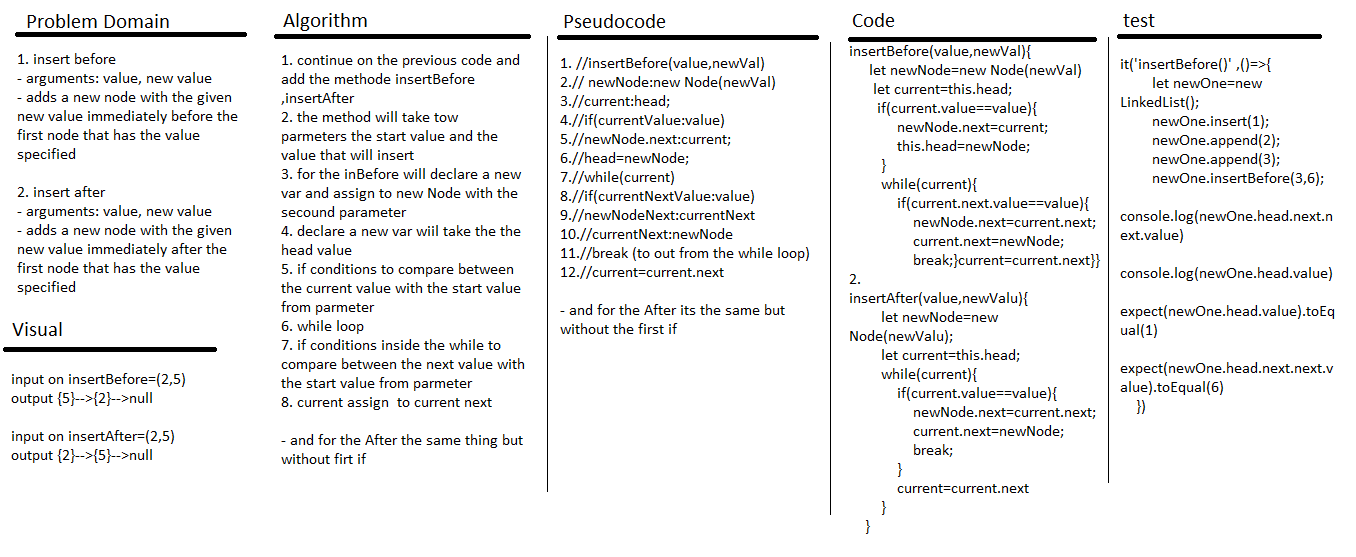 Problem Domain
1. insert before
- arguments: value, new value
- adds a new node with the given
new value immediately before the
first node that has the value
specified
2. insert after
- arguments: value, new value
- adds a new node with the given
new value immediately after the
first node that has the value
specified
Visual
input on insertBefore=(2,5)
output {5}-->{2}-->null
input on insertAfter=(2,5)
output {2}-->{5}-->null
Algorithm
1. continue on the previous code and
add the methode insertBefore
,insertAfter
2. the method will take tow
parmeters the start value and the
value that will insert
3. for the inBefore will declare a new
var and assign to new Node with the
secound parameter
4. declare a new var wiil take the the
head value
5. if conditions to compare between
the current value with the start value
from parmeter
6. while loop
7. if conditions inside the while to
compare between the next value with
the start value from parmeter
8. current assign to current next
- and for the After the same thing but
without firt if
Pseudocode
1. //insertBefore(value,newVal)
2.// newNode:new Node(newVal)
3.//current:head;
4.//if(currentValue:value)
5.//newNode.next:current;
6.//head=newNode;
7.//while(current)
8.//if(currentNextValue:value)
9.//newNodeNext:currentNext
10.//currentNext:newNode
11.//break (to out from the while loop)
12.//current=current.next
- and for the After its the same but
without the first if
Code
insertBefore(value,newVal){
let newNode=new Node(newVal)
let current=this.head;
if(current.value==value){
newNode.next=current;
this.head=newNode;
}
while(current){
if(current.next.value==value){
newNode.next=current.next;
current.next=newNode;
break;}current=current.next}}
2.
insertAfter(value,newValu){
let newNode=new
Node(newValu);
let current=this.head;
while(current){
if(current.value==value){
newNode.next=current.next;
current.next=newNode;
break;
}
current=current.next
}
}
test
it('insertBefore()' ,()=>{
let newOne=new
LinkedList();
newOne.insert(1);
newOne.append(2);
newOne.append(3);
newOne.insertBefore(3,6);
console.log(newOne.head.next.n
ext.value)
console.log(newOne.head.value)
expect(newOne.head.value).toEq
ual(1)
expect(newOne.head.next.next.v
alue).toEqual(6)
})